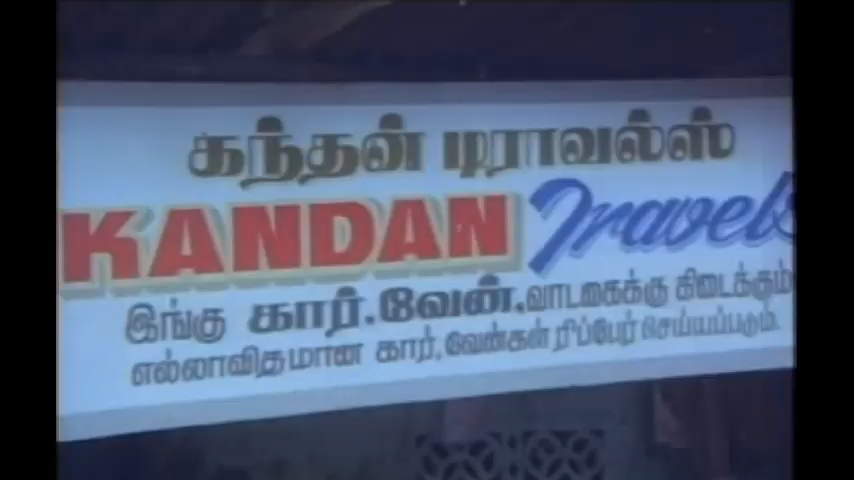 கந்தன் டிராவல்ஸ்
KANDAN Travels
இங்கு கார்.வேன்.வாடகைக்கு கிடைக்கும்
எல்லாவிதமான கார், வேன்கள் ரிப்பேர் செய்யப்படும்.